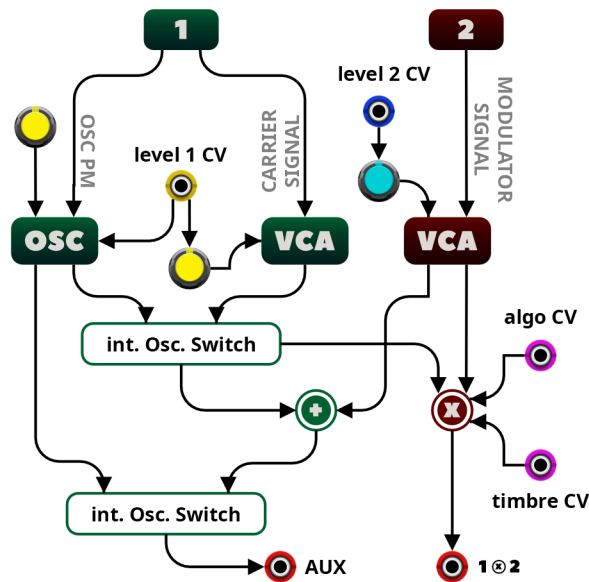 1
2
level 2 CV
OSC PM
CARRIER
SIGNAL
MODULATOR
SIGNAL
level 1 CV
OSC
VCA
VCA
algo CV
int. Osc. Switch
+
x
timbre CV
int. Osc. Switch
AUX
1 ⓧ 2